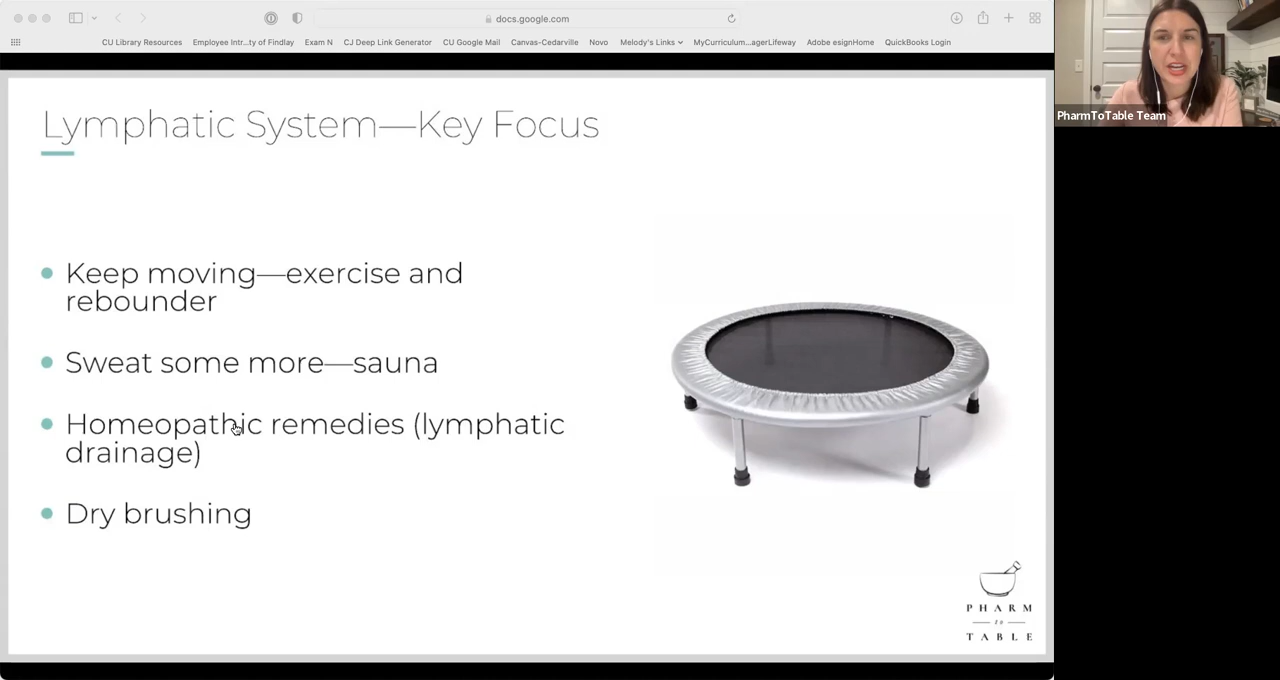 docs.google.com
CU Library Resources
Employee Intr...ty of Findlay
Exam N
CJ Deep Link Generator
CU Google Mail
Canvas-Cedarville
Novo
Melody's Links
MyCurriculum...agerLifeway
Adobe esignHome
QuickBooks Login
PharmToTable Team
Lymphatic System—Key Focus
Keep moving—exercise and
rebounder
Sweat some more—sauna
Homeopathic remedies (lymphatic
drainage)
Dry brushing
PHARM
to
TABLE